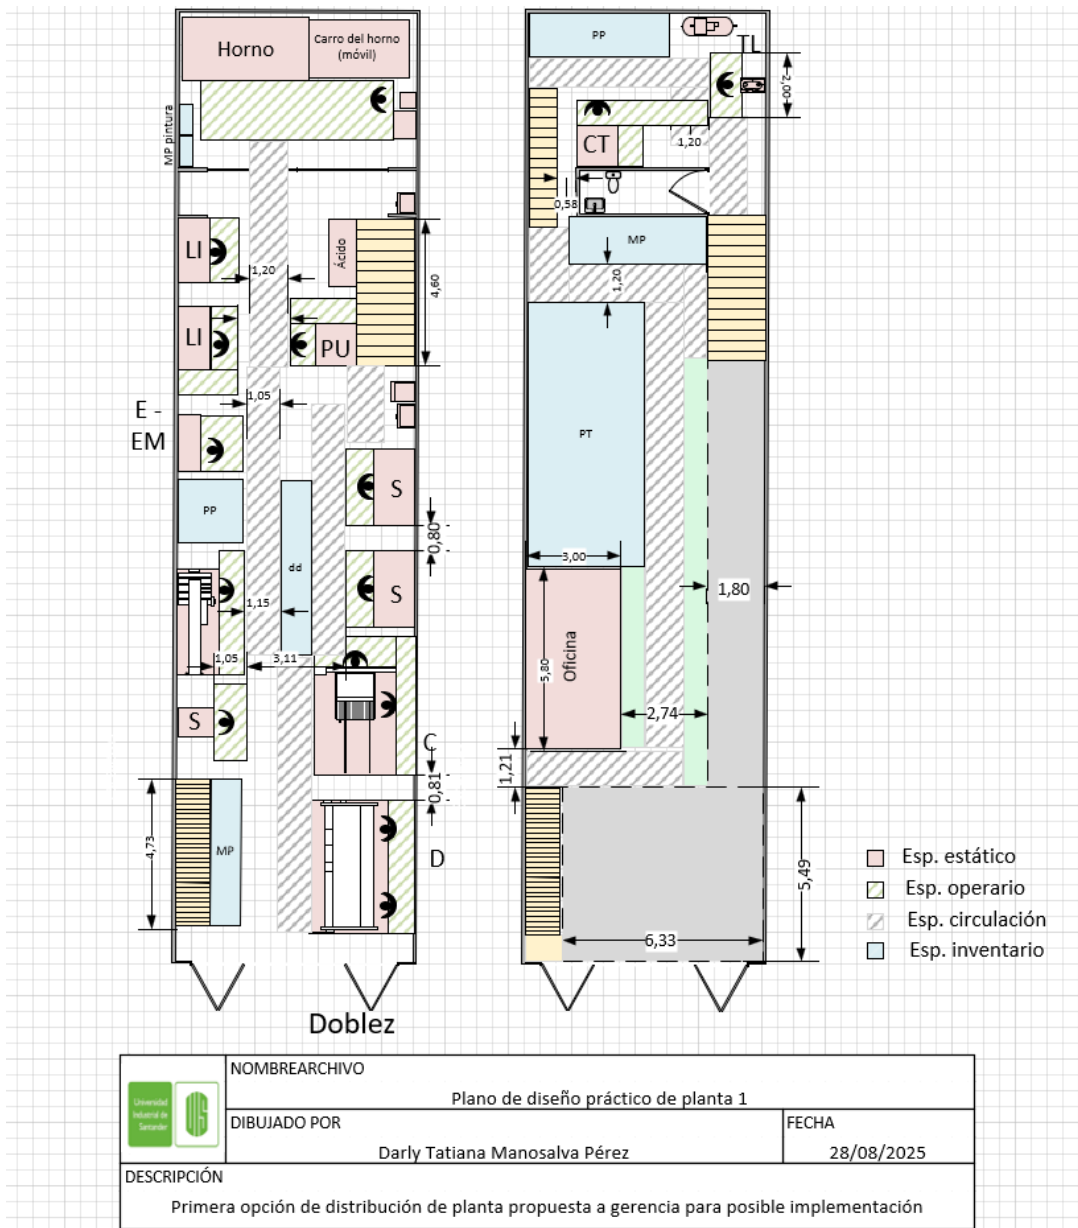 Horno
Carro del horno
(móvil)
MP pintura
LI
Ácido
1,20
4,60
LI
PU
1,05
E -
EM
S
PP
0,80
dd
S
1,15
1,05
3,11
S
C
0,81
4,73
MP
D
Doblez
PP
TL
2,00
CT
1,20
0,58
MP
1,20
PT
3,00
1,80
Oficina
5,80
2,74
1,21
5,49
6,33
Esp. estático
Esp. operario
Esp. circulación
Esp. inventario
Universidad
Industrial de
Santander
UIS
NOMBREARCHIVO
Plano de diseño práctico de planta 1
DIBUJADO POR
Darly Tatiana Manosalva Pérez
FECHA
28/08/2025
DESCRIPCIÓN
Primera opción de distribución de planta propuesta a gerencia para posible implementación